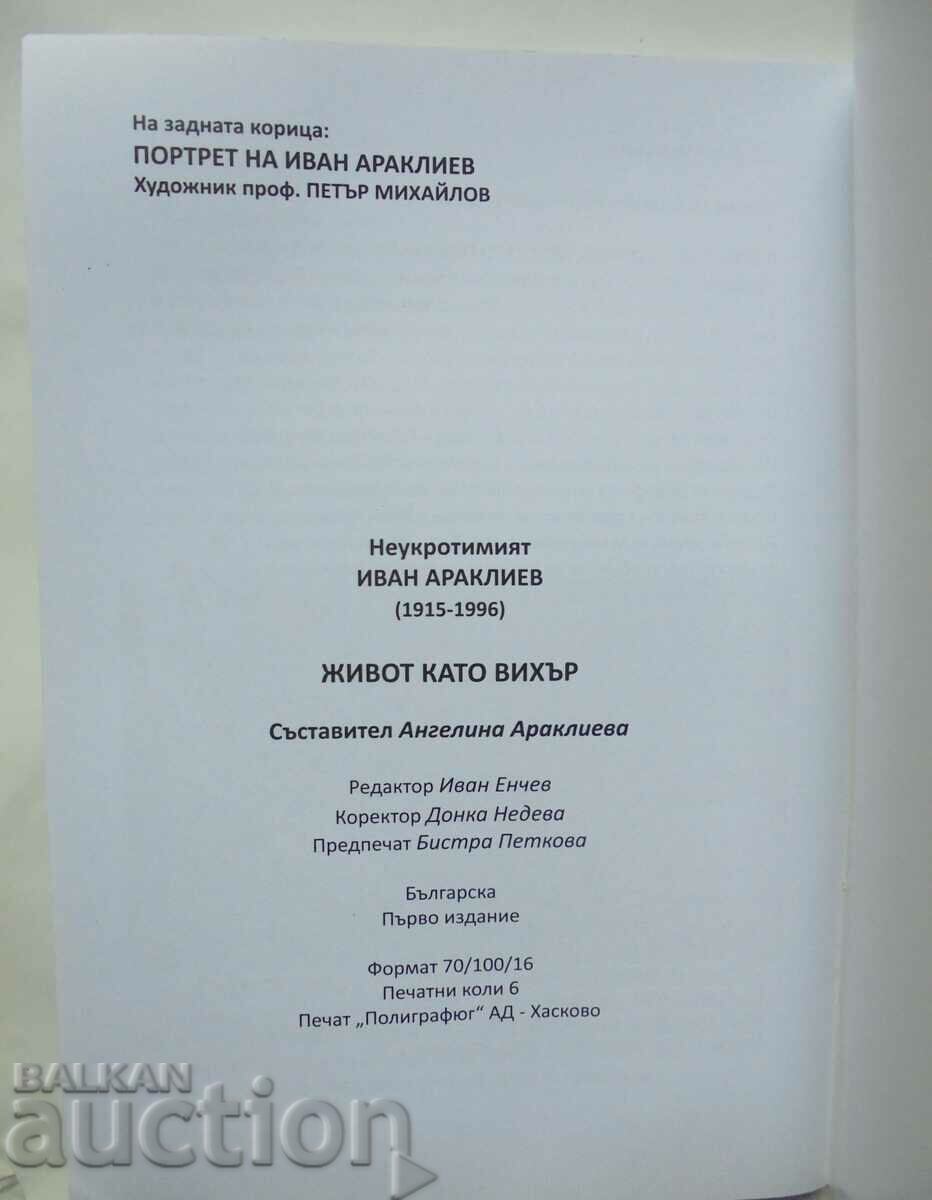 На задната корица:
ПОРТРЕТ НА ИВАН АРАКЛИЕВ
Художник проф. ПЕТЪР МИХАЙЛОВ
Неукротимият
ИВАН АРАКЛИЕВ
(1915-1996)
ЖИВОТ КАТО ВИХЪР
Съставител Ангелина Араклиева
Редактор Иван Енчев
Коректор Донка Недева
Предпечат Бистра Петкова
Българска
Първо издание
Формат 70/100/16
Печатни коли 6
Печат „Полиграфюг“ АД - Хасково
BALKAN
auction